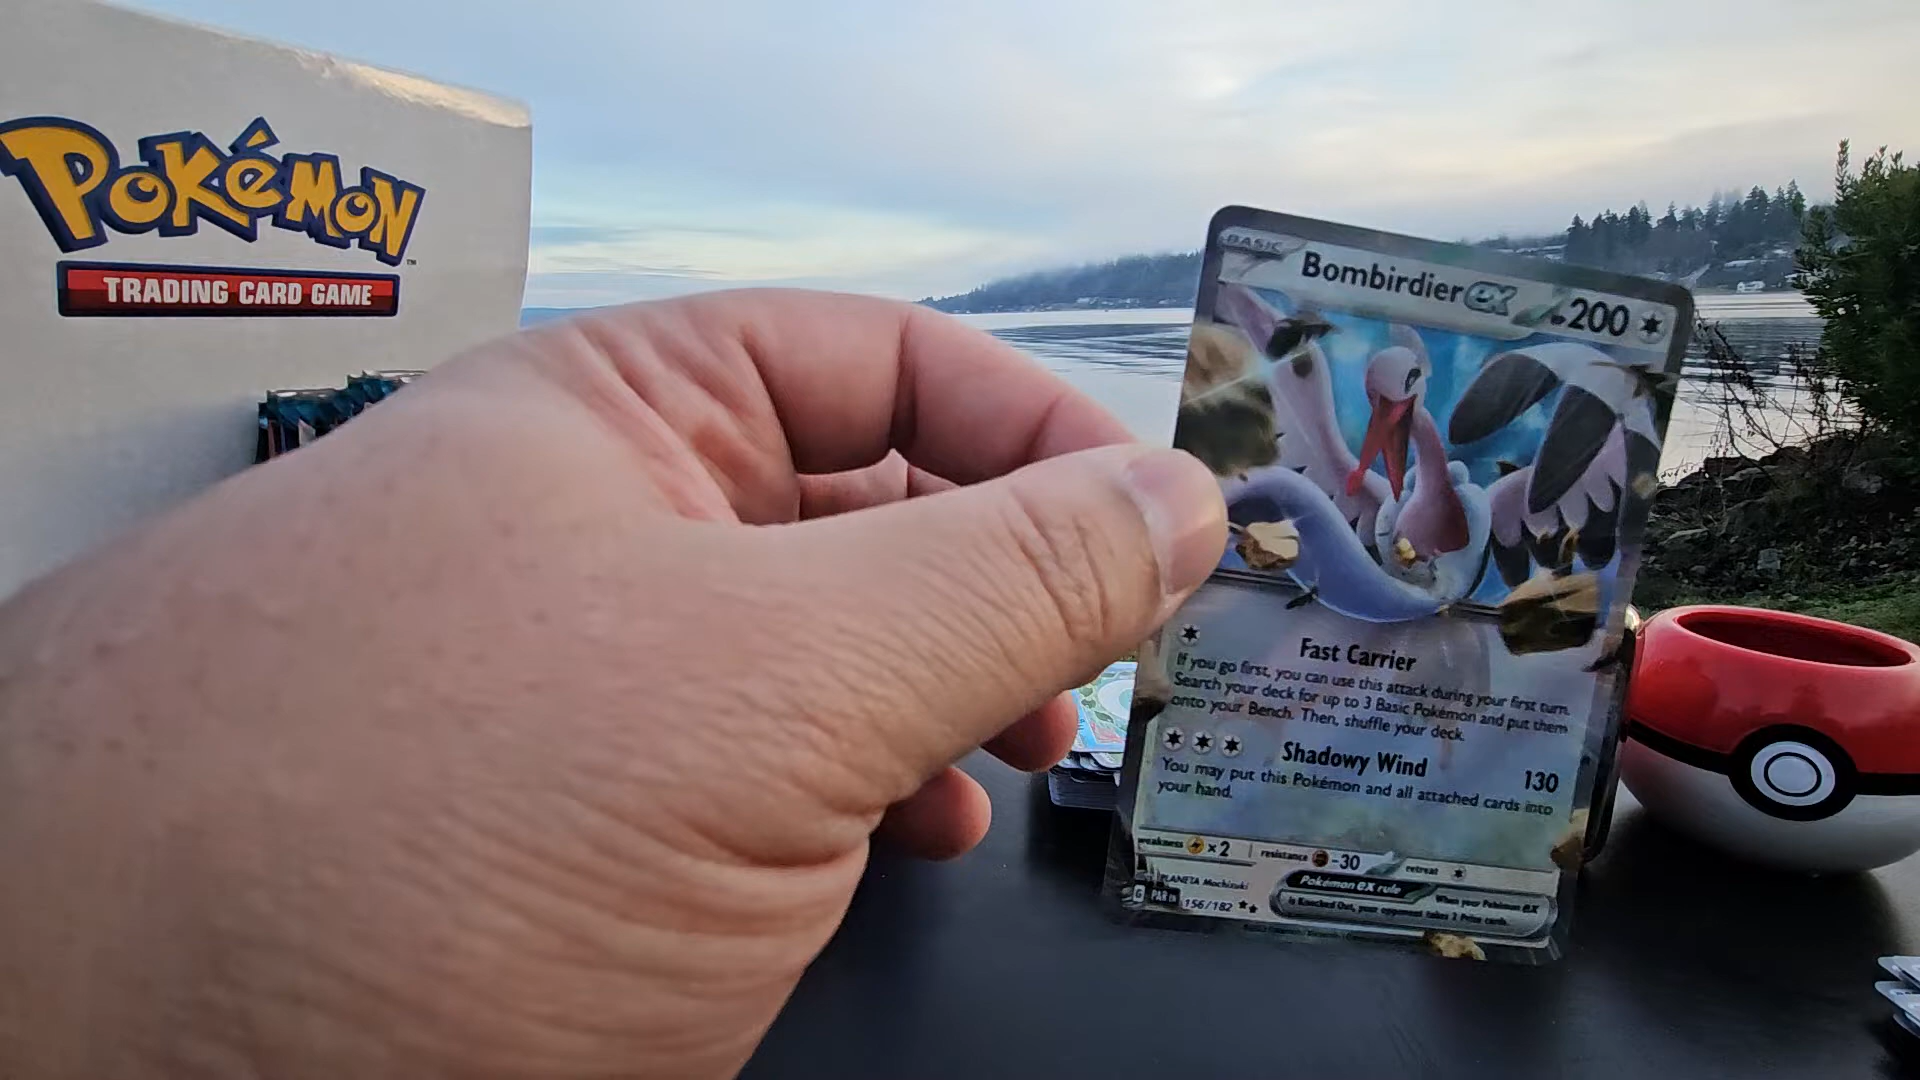 Pokémon
TRADING CARD GAME
BASIC
Bombirdier ex
200
Fast Carrier
If you go first, you can use this attack during your first turn.
Search your deck for up to 3 Basic Pokémon and put them
onto your Bench. Then, shuffle your deck.
Shadowy Wind 130
You may put this Pokémon and all attached cards into
your hand.
weakness ×2 resistance -30 retreat
PLANETA Mochizuki
Pokémon ex rule
When your Pokémon ex
is Knocked Out, your opponent takes 2 Prize cards.
G PAR EN 156/182